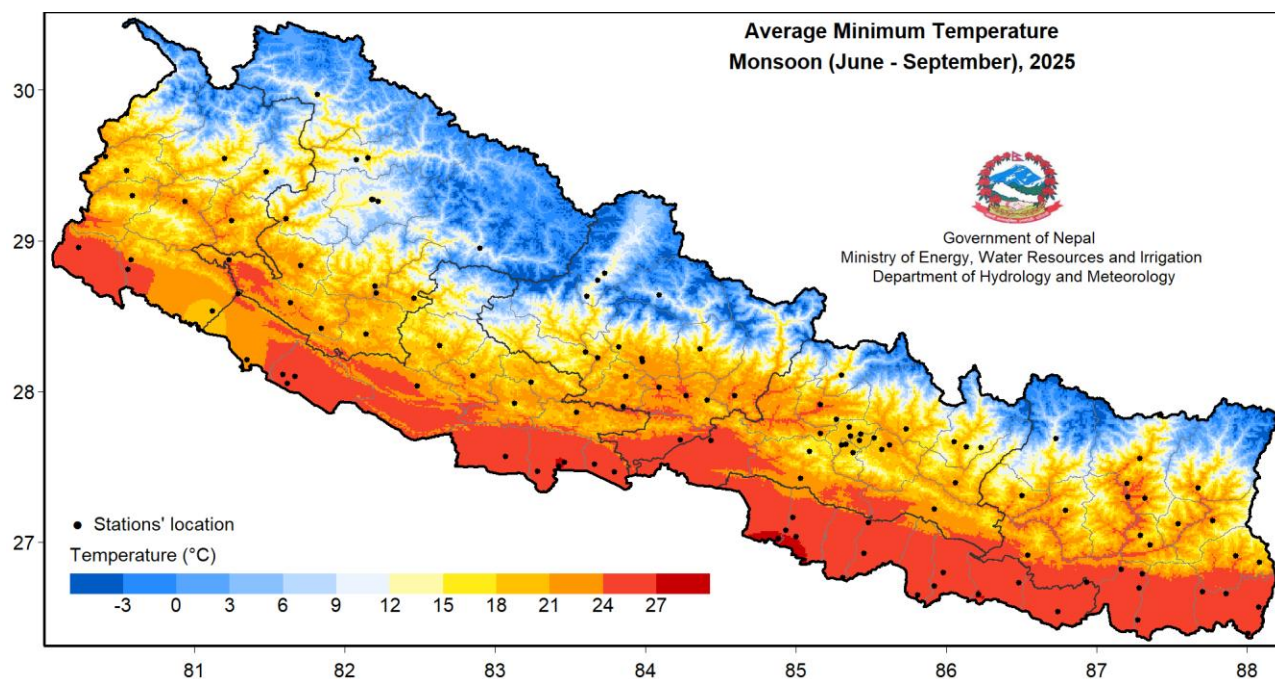 Average Minimum Temperature
Monsoon (June - September), 2025
Government of Nepal
Ministry of Energy, Water Resources and Irrigation
Department of Hydrology and Meteorology
30
29
28
27
Stations' location
Temperature (°C)
-3 0 3 6 9 12 15 18 21 24 27
81 82 83 84 85 86 87 88